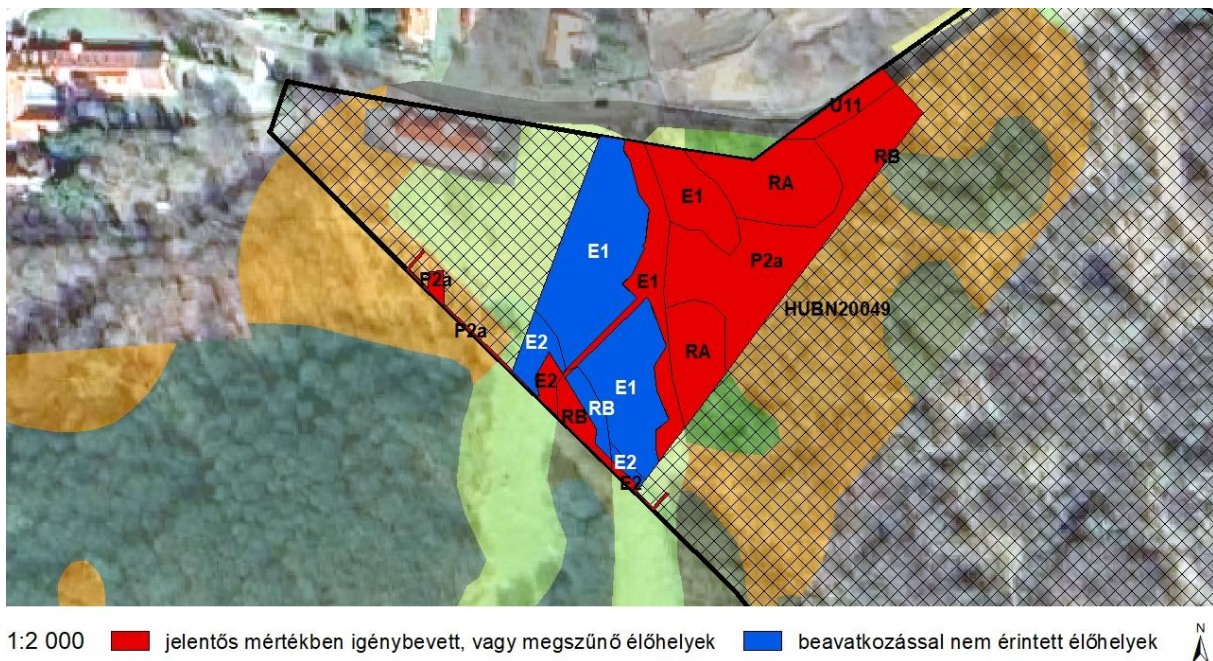 U11
RB
RA
E1
E1
P2a
E1
P2a
HUBN20049
P2a
E2
RA
E2
E1
RB
RB
E2
E2
1:2 000 jelentős mértékben igénybevett, vagy megszűnő élőhelyek beavatkozással nem érintett élőhelyek N